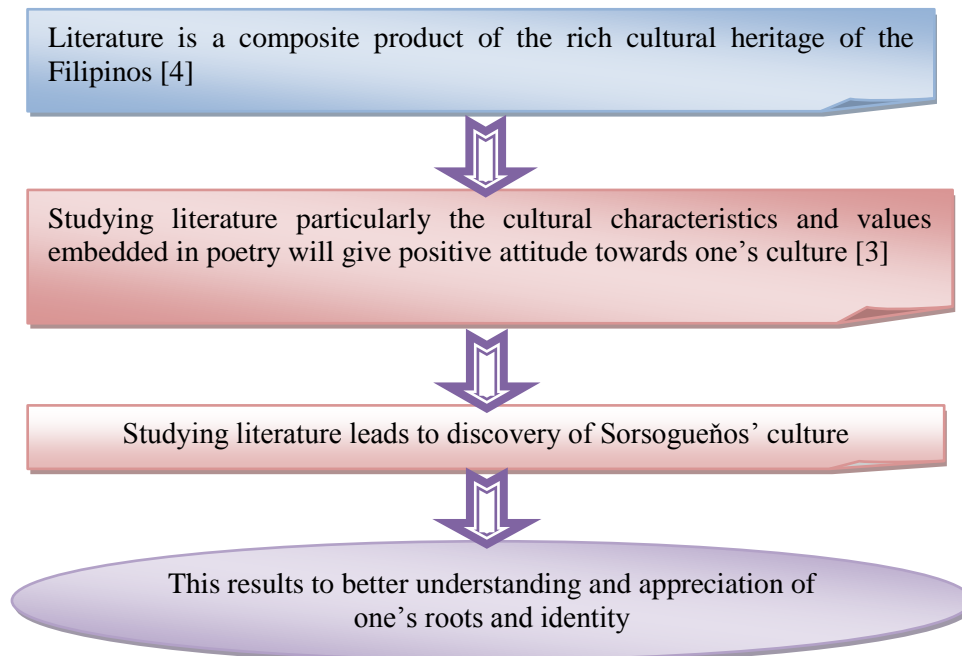 Literature is a composite product of the rich cultural heritage of the
Filipinos [4]
Studying literature particularly the cultural characteristics and values
embedded in poetry will give positive attitude towards one’s culture [3]
Studying literature leads to discovery of Sorsogueňos’ culture
This results to better understanding and appreciation of
one’s roots and identity